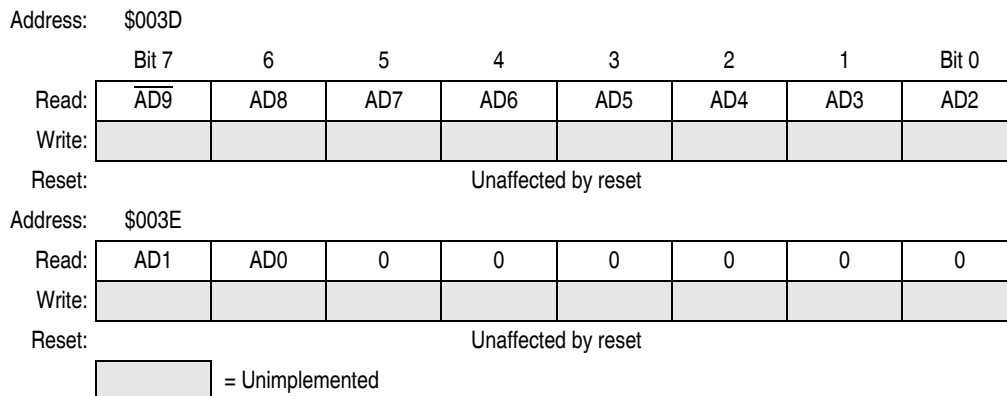 Address: $003D
Bit 7 6 5 4 3 2 1 Bit 0
Read: A̅D̅9̅ AD8 AD7 AD6 AD5 AD4 AD3 AD2
Write:
Reset: Unaffected by reset
Address: $003E
Read: AD1 AD0 0 0 0 0 0 0
Write:
Reset: Unaffected by reset
= Unimplemented